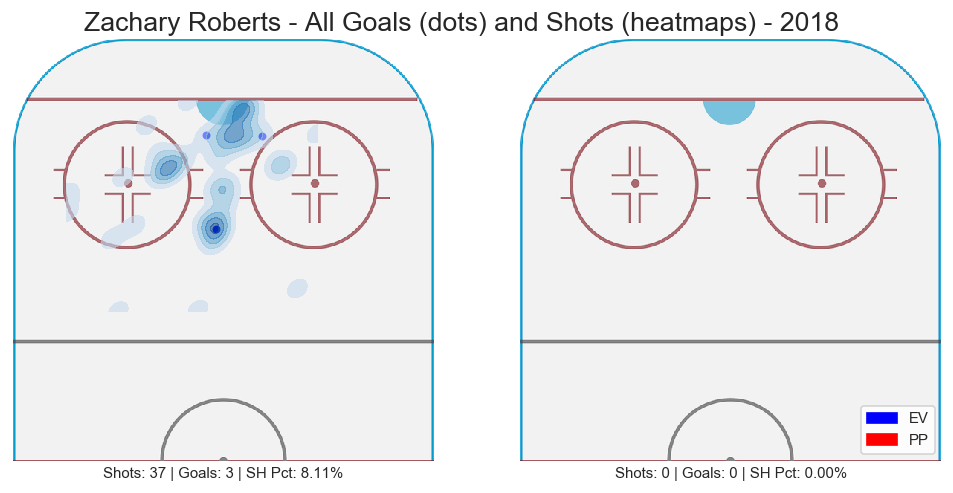 Zachary Roberts - All Goals (dots) and Shots (heatmaps) - 2018
EV
PP
Shots: 37 | Goals: 3 | SH Pct: 8.11%
Shots: 0 | Goals: 0 | SH Pct: 0.00%